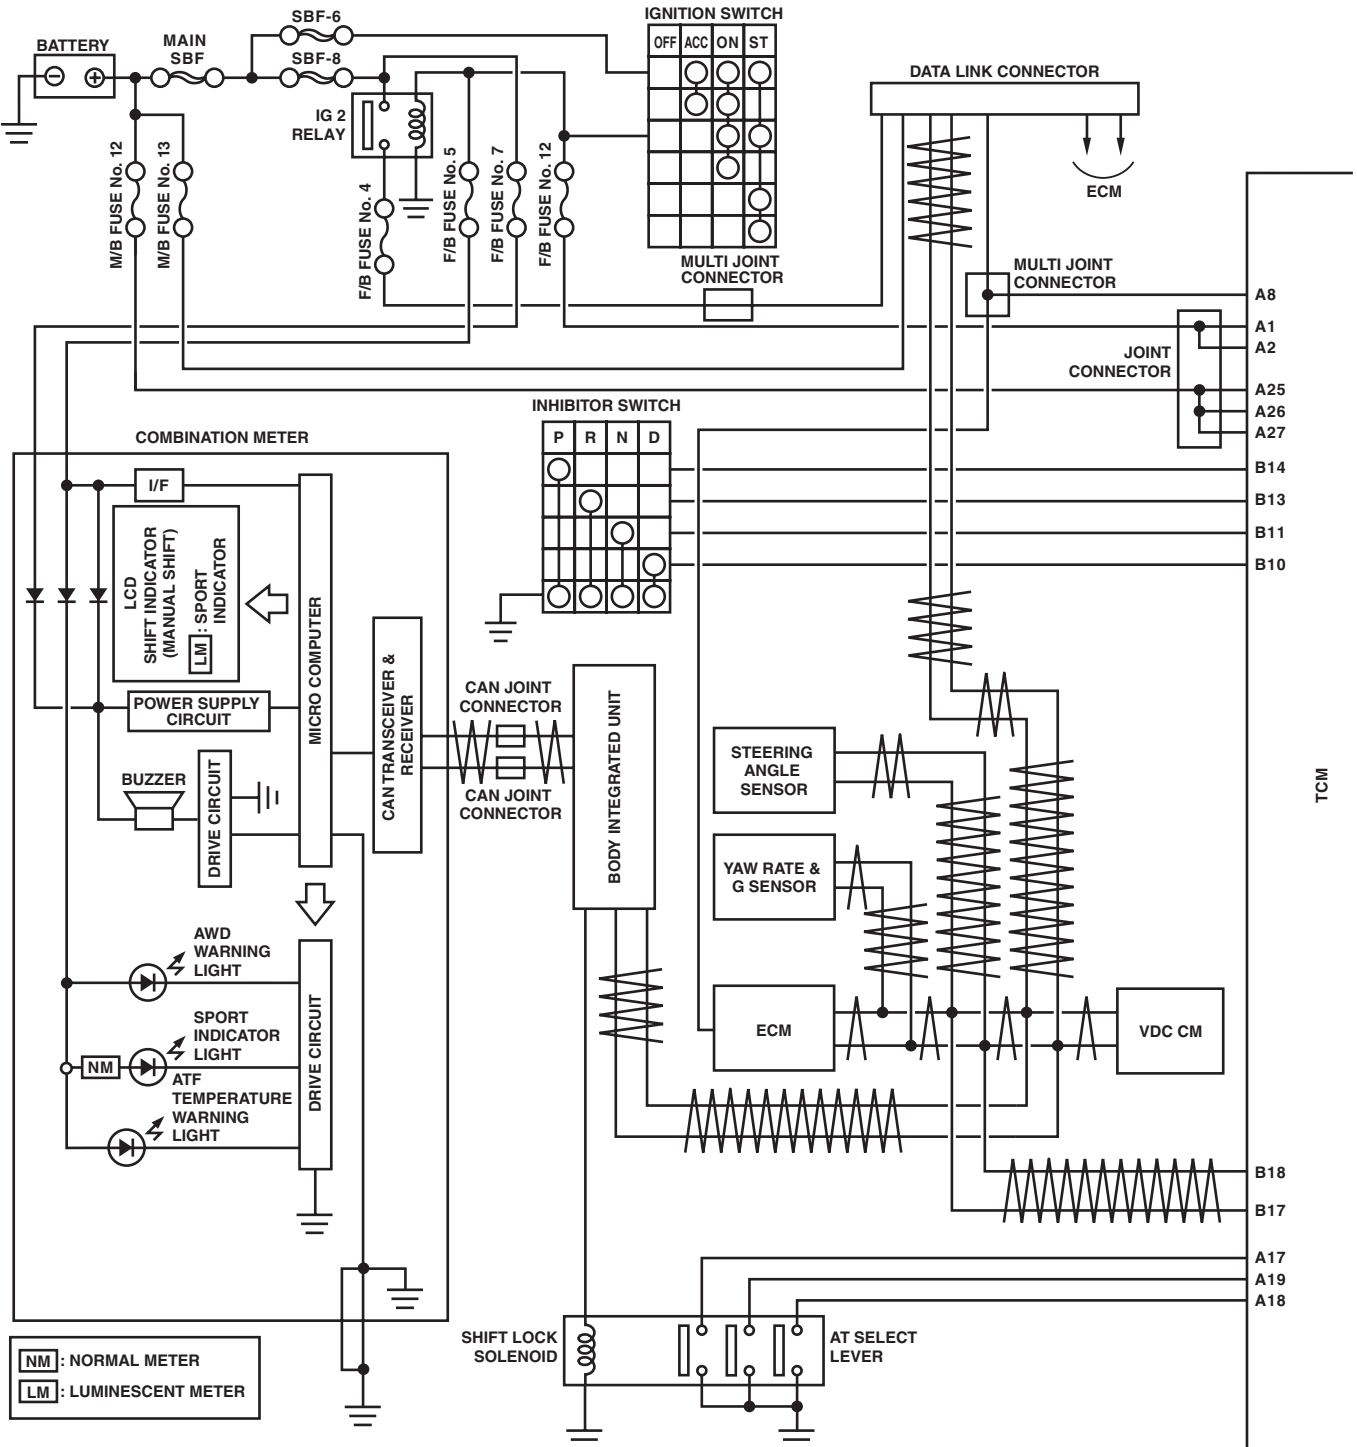 SBF-6
IGNITION SWITCH
BATTERY
MAIN
SBF
SBF-8
OFF ACC ON ST
DATA LINK CONNECTOR
IG 2
RELAY
M/B FUSE No. 12
M/B FUSE No. 13
F/B FUSE No. 4
F/B FUSE No. 5
F/B FUSE No. 7
F/B FUSE No. 12
ECM
MULTI JOINT
CONNECTOR
MULTI JOINT
CONNECTOR
A8
A1
A2
JOINT
CONNECTOR
A25
A26
A27
INHIBITOR SWITCH
P R N D
B14
B13
B11
B10
COMBINATION METER
I/F
LCD
SHIFT INDICATOR
(MANUAL SHIFT)
LM : SPORT
INDICATOR
MICRO COMPUTER
POWER SUPPLY
CIRCUIT
CAN TRANSCEIVER &
RECEIVER
CAN JOINT
CONNECTOR
CAN JOINT
CONNECTOR
BODY INTEGRATED UNIT
BUZZER
DRIVE CIRCUIT
STEERING
ANGLE
SENSOR
YAW RATE &
G SENSOR
TCM
AWD
WARNING
LIGHT
SPORT
INDICATOR
LIGHT
NM
ATF
TEMPERATURE
WARNING
LIGHT
DRIVE CIRCUIT
ECM
VDC CM
B18
B17
A17
A19
A18
SHIFT LOCK
SOLENOID
AT SELECT
LEVER
NM : NORMAL METER
LM : LUMINESCENT METER